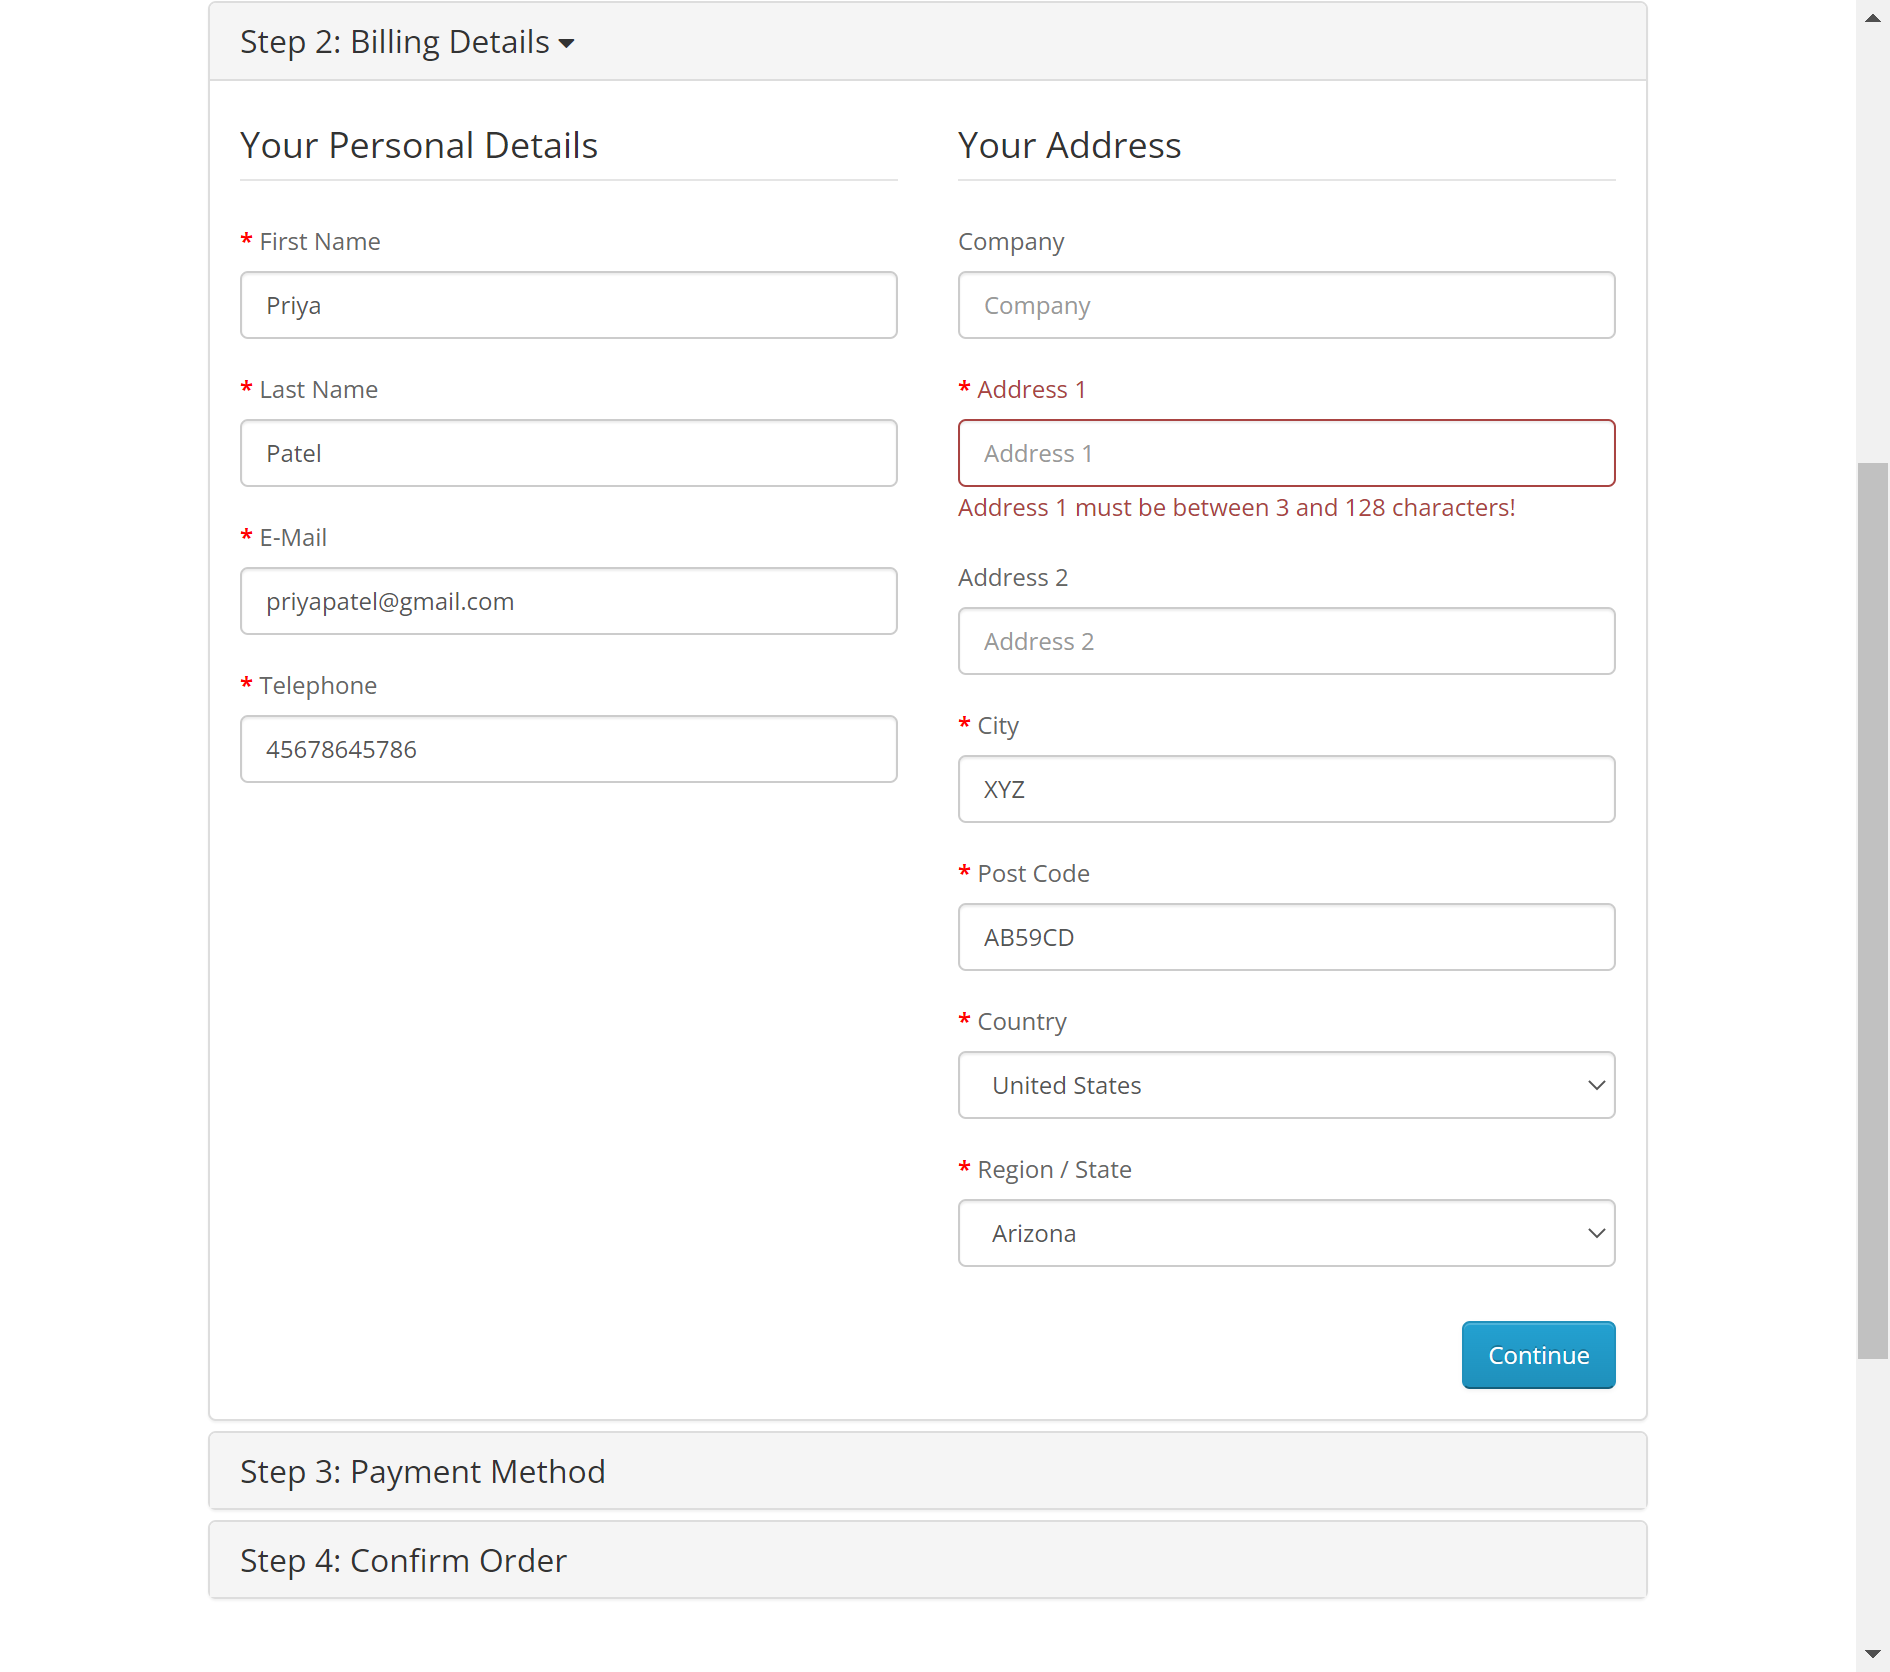 Step 2: Billing Details
Your Personal Details
* First Name
Priya
* Last Name
Patel
* E-Mail
priyapatel@gmail.com
* Telephone
45678645786
Your Address
Company
Company
* Address 1
Address 1
Address 1 must be between 3 and 128 characters!
Address 2
Address 2
* City
XYZ
* Post Code
AB59CD
* Country
United States
* Region / State
Arizona
Continue
Step 3: Payment Method
Step 4: Confirm Order